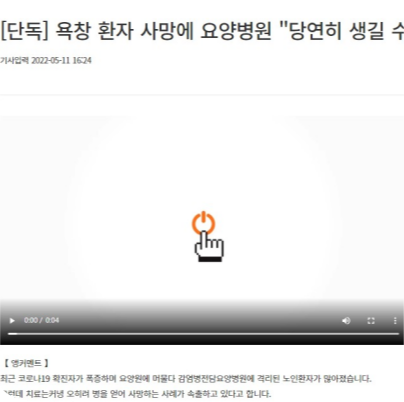 [단독] 욕창 환자 사망에 요양병원 "당연히 생길 수
기사입력 2022-05-11 16:24
0:00 / 0:04
【 앵커멘트 】
최근 코로나19 확진자가 폭증하며 요양원에 머물다 감염병전담요양병원에 격리된 노인환자가 많아졌습니다.
그런데 치료는커녕 오히려 병을 얻어 사망하는 사례가 속출하고 있다고 합니다.